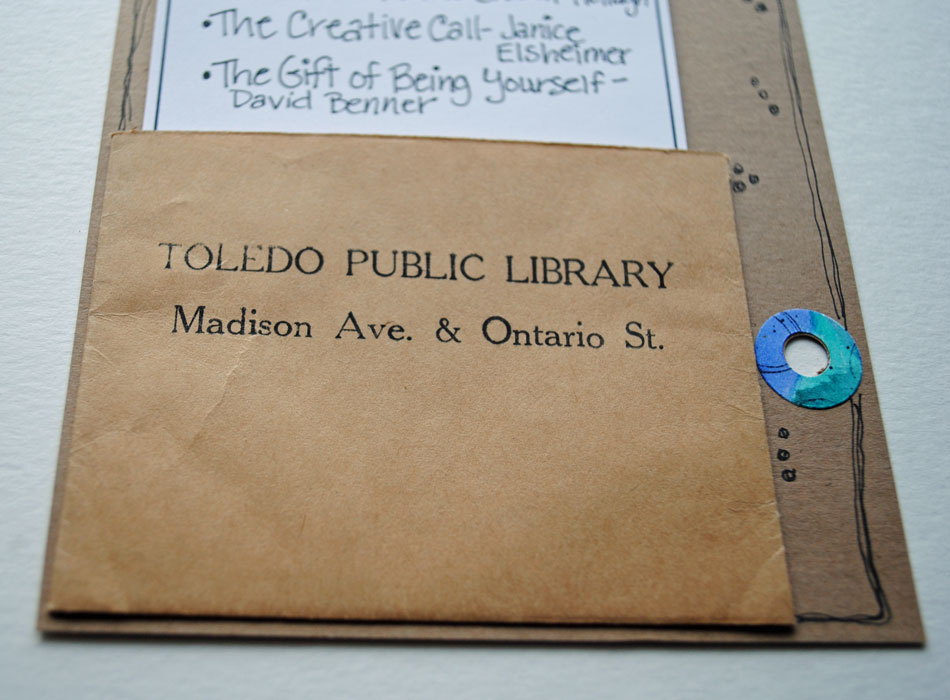 •The Creative Call- Janice
Elsheimer
•The Gift of Being Yourself-
David Benner
TOLEDO PUBLIC LIBRARY
Madison Ave. & Ontario St.